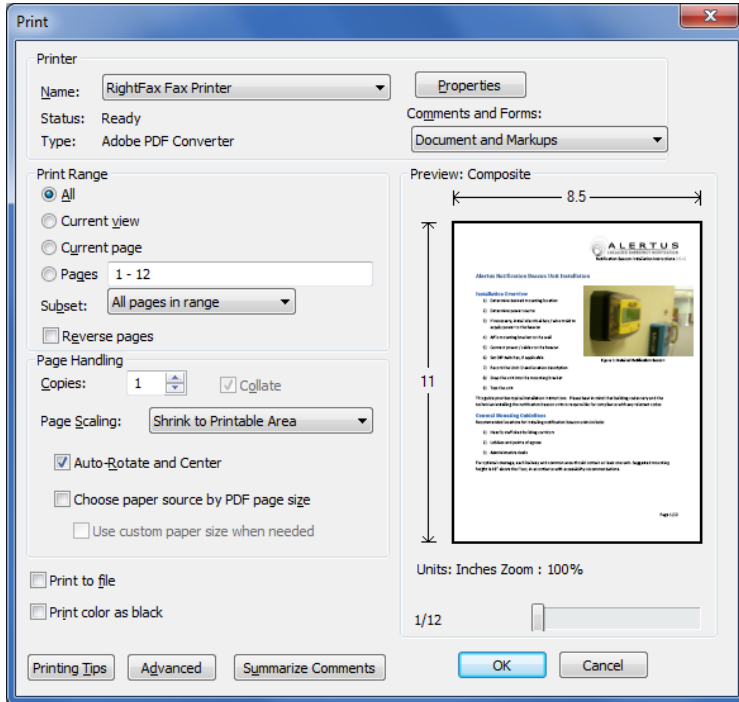 Print
Printer
Name: RightFax Fax Printer Properties
Status: Ready Comments and Forms:
Type: Adobe PDF Converter Document and Markups
Print Range
All
Current view
Current page
Pages 1 - 12
Subset: All pages in range
Reverse pages
Page Handling
Copies: 1 Collate
Page Scaling: Shrink to Printable Area
Auto-Rotate and Center
Choose paper source by PDF page size
Use custom paper size when needed
Print to file
Print color as black
Preview: Composite
8.5
11
ALERTUS
Alertus Notification Beacon Unit Installation
Installation Overview
General Mounting Guidelines
Units: Inches Zoom : 100%
1/12
Printing Tips Advanced Summarize Comments OK Cancel